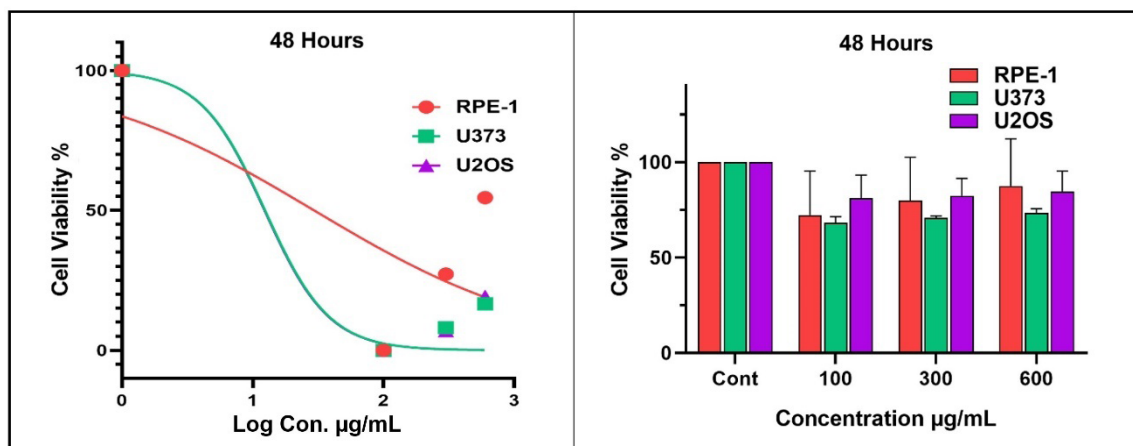 48 Hours
Cell Viability %
100
50
0
RPE-1
U373
U2OS
0 1 2 3
Log Con. µg/mL
48 Hours
RPE-1
U373
U2OS
Cell Viability %
100
50
0
Cont 100 300 600
Concentration µg/mL